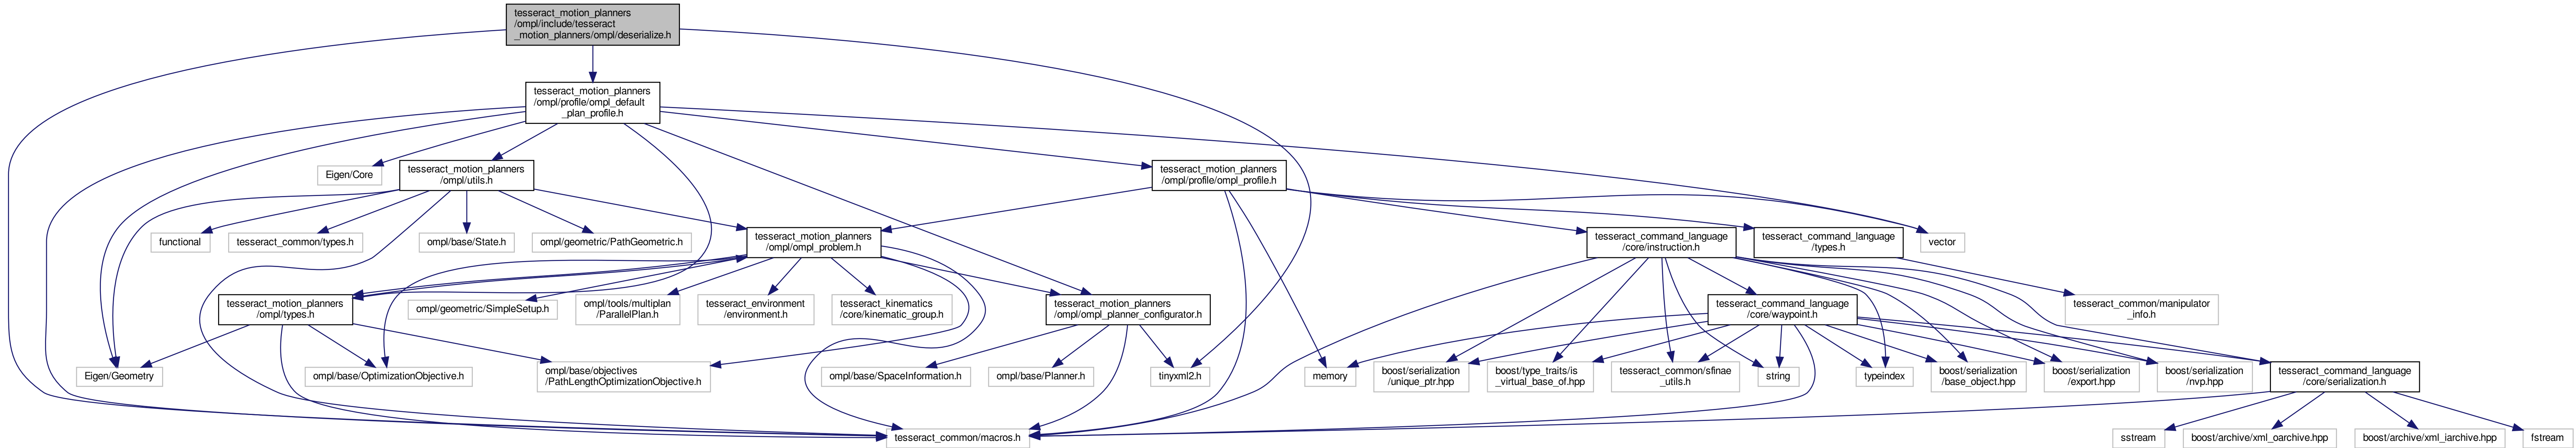 tesseract_motion_planners
/ompl/include/tesseract
_motion_planners/ompl/deserialize.h
tesseract_motion_planners
/ompl/profile/ompl_default
_plan_profile.h
Eigen/Core
tesseract_motion_planners
/ompl/utils.h
tesseract_motion_planners
/ompl/profile/ompl_profile.h
functional
tesseract_common/types.h
ompl/base/State.h
ompl/geometric/PathGeometric.h
tesseract_motion_planners
/ompl/ompl_problem.h
tesseract_command_language
/core/instruction.h
tesseract_command_language
/types.h
vector
tesseract_motion_planners
/ompl/types.h
ompl/geometric/SimpleSetup.h
ompl/tools/multiplan
/ParallelPlan.h
tesseract_environment
/environment.h
tesseract_kinematics
/core/kinematic_group.h
tesseract_motion_planners
/ompl/ompl_planner_configurator.h
tesseract_command_language
/core/waypoint.h
tesseract_common/manipulator
_info.h
Eigen/Geometry
ompl/base/OptimizationObjective.h
ompl/base/objectives
/PathLengthOptimizationObjective.h
ompl/base/SpaceInformation.h
ompl/base/Planner.h
tinyxml2.h
memory
boost/serialization
/unique_ptr.hpp
boost/type_traits/is
_virtual_base_of.hpp
tesseract_common/sfinae
_utils.h
string
typeindex
boost/serialization
/base_object.hpp
boost/serialization
/export.hpp
boost/serialization
/nvp.hpp
tesseract_command_language
/core/serialization.h
tesseract_common/macros.h
sstream
boost/archive/xml_oarchive.hpp
boost/archive/xml_iarchive.hpp
fstream